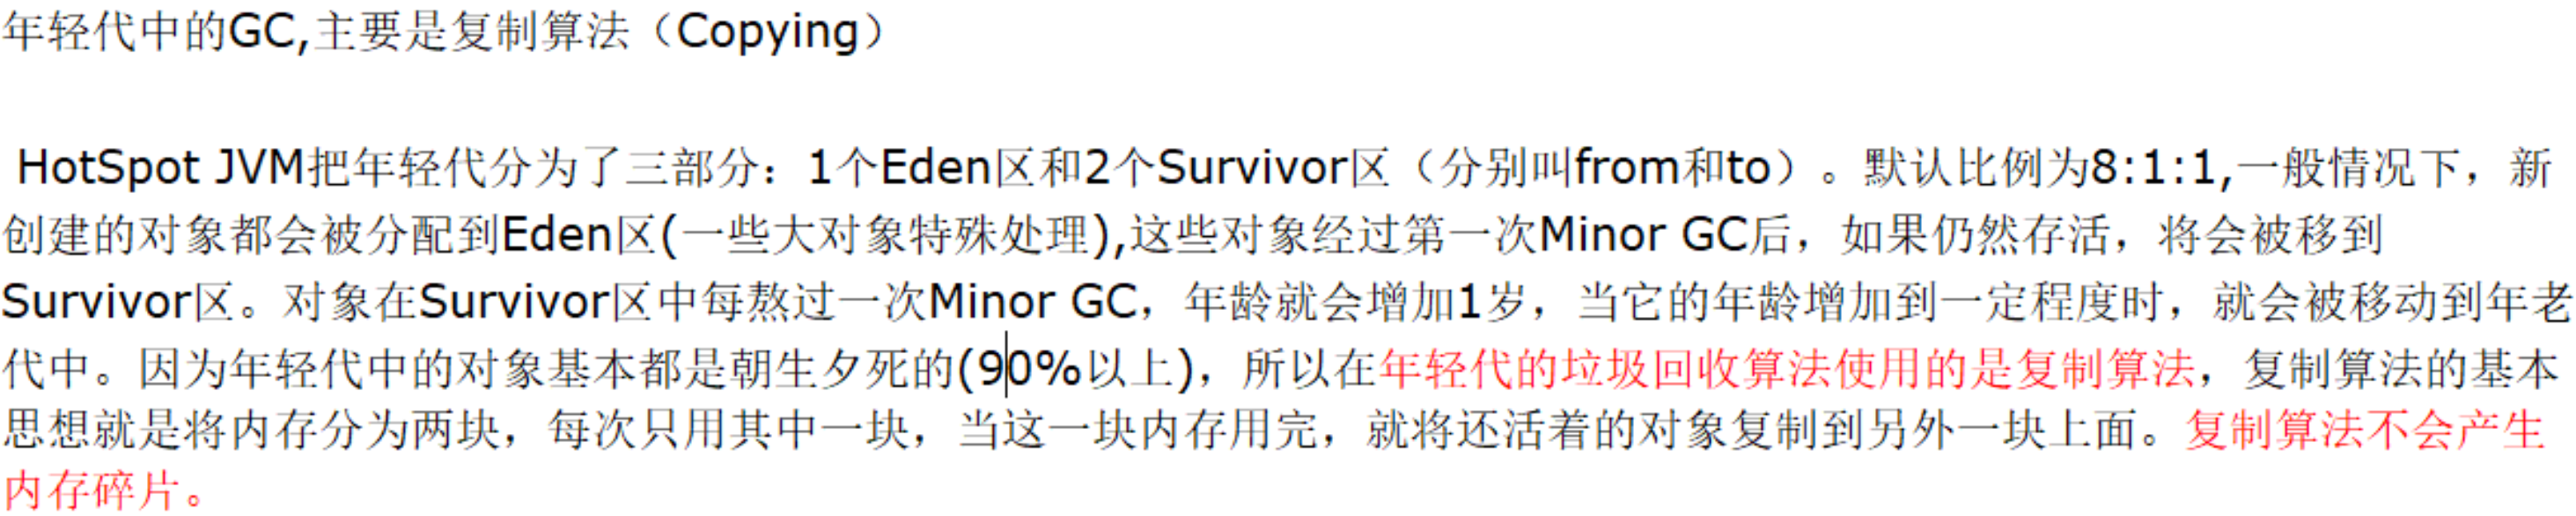 年轻代中的GC,主要是复制算法（Copying）
HotSpot JVM把年轻代分为了三部分：1个Eden区和2个Survivor区（分别叫from和to）。默认比例为8:1:1,一般情况下，新
创建的对象都会被分配到Eden区(一些大对象特殊处理),这些对象经过第一次Minor GC后，如果仍然存活，将会被移到
Survivor区。对象在Survivor区中每熬过一次Minor GC，年龄就会增加1岁，当它的年龄增加到一定程度时，就会被移动到年老
代中。因为年轻代中的对象基本都是朝生夕死的(90%以上)，所以在年轻代的垃圾回收算法使用的是复制算法，复制算法的基本
思想就是将内存分为两块，每次只用其中一块，当这一块内存用完，就将还活着的对象复制到另外一块上面。复制算法不会产生
内存碎片。